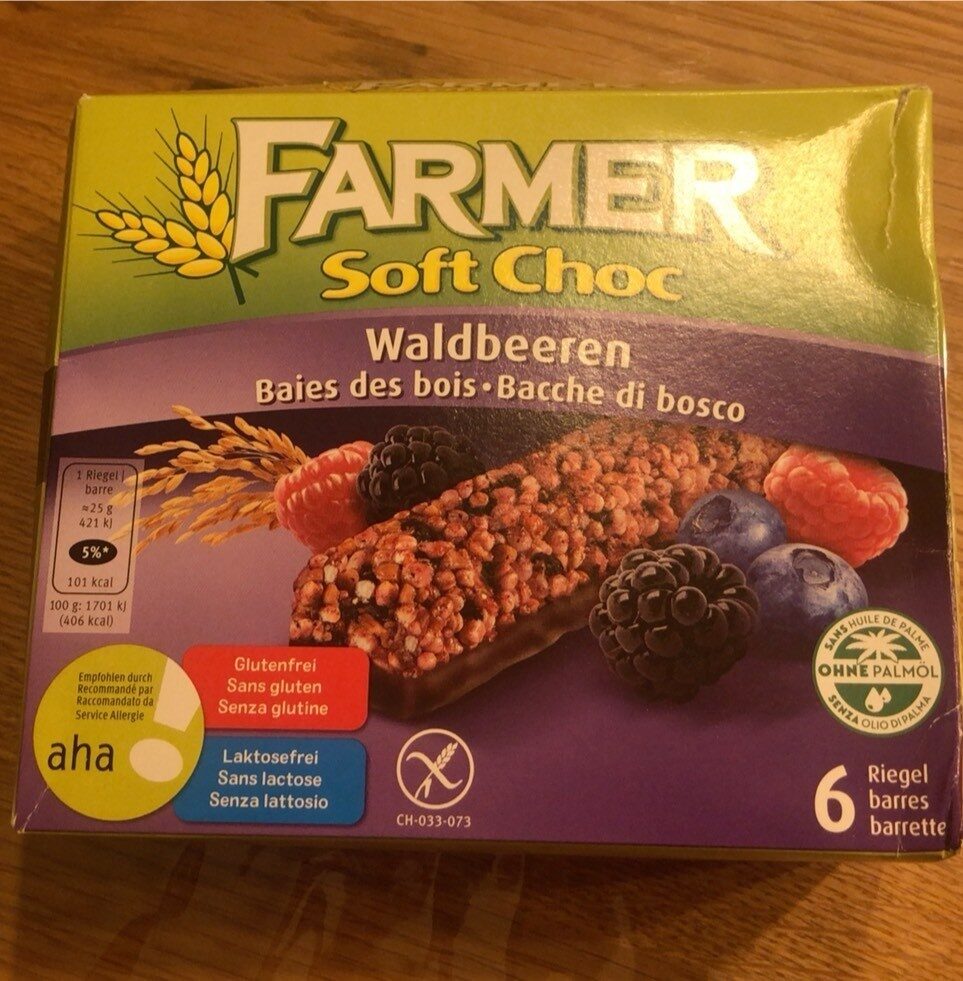 FARMER
Soft Choc
Waldbeeren
Baies des bois • Bacche di bosco
1 Riegel |
barre
≈25 g
421 kJ
5%*
101 kcal
100 g: 1701 kJ
(406 kcal)
Empfohlen durch
Recommandé par
Raccomandato da
Service Allergie
aha
Glutenfrei
Sans gluten
Senza glutine
Laktosefrei
Sans lactose
Senza lattosio
CH-033-073
SANS HUILE DE PALME
OHNE PALMÖL
SENZA OLIO DI PALMA
6
Riegel
barres
barrette